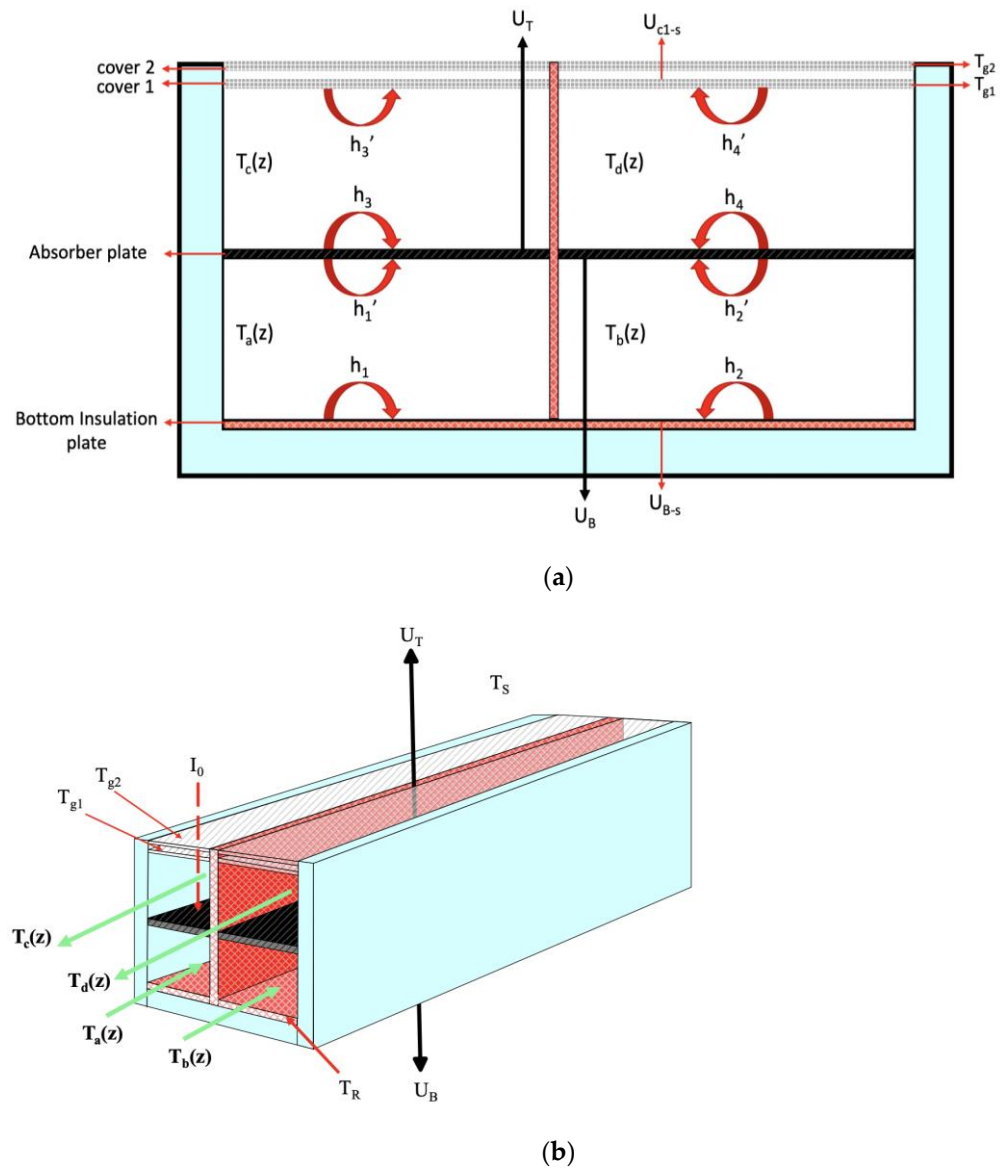 U_T
U_c1-s
cover 2
T_g2
cover 1
T_g1
h_3'
h_4'
T_c(z)
T_d(z)
h_3
h_4
Absorber plate
h_1'
h_2'
T_a(z)
T_b(z)
h_1
h_2
Bottom Insulation
plate
U_B
U_B-s
(a)
U_T
T_S
I_0
T_g2
T_g1
T_c(z)
T_d(z)
T_a(z)
T_b(z)
T_R
U_B
(b)